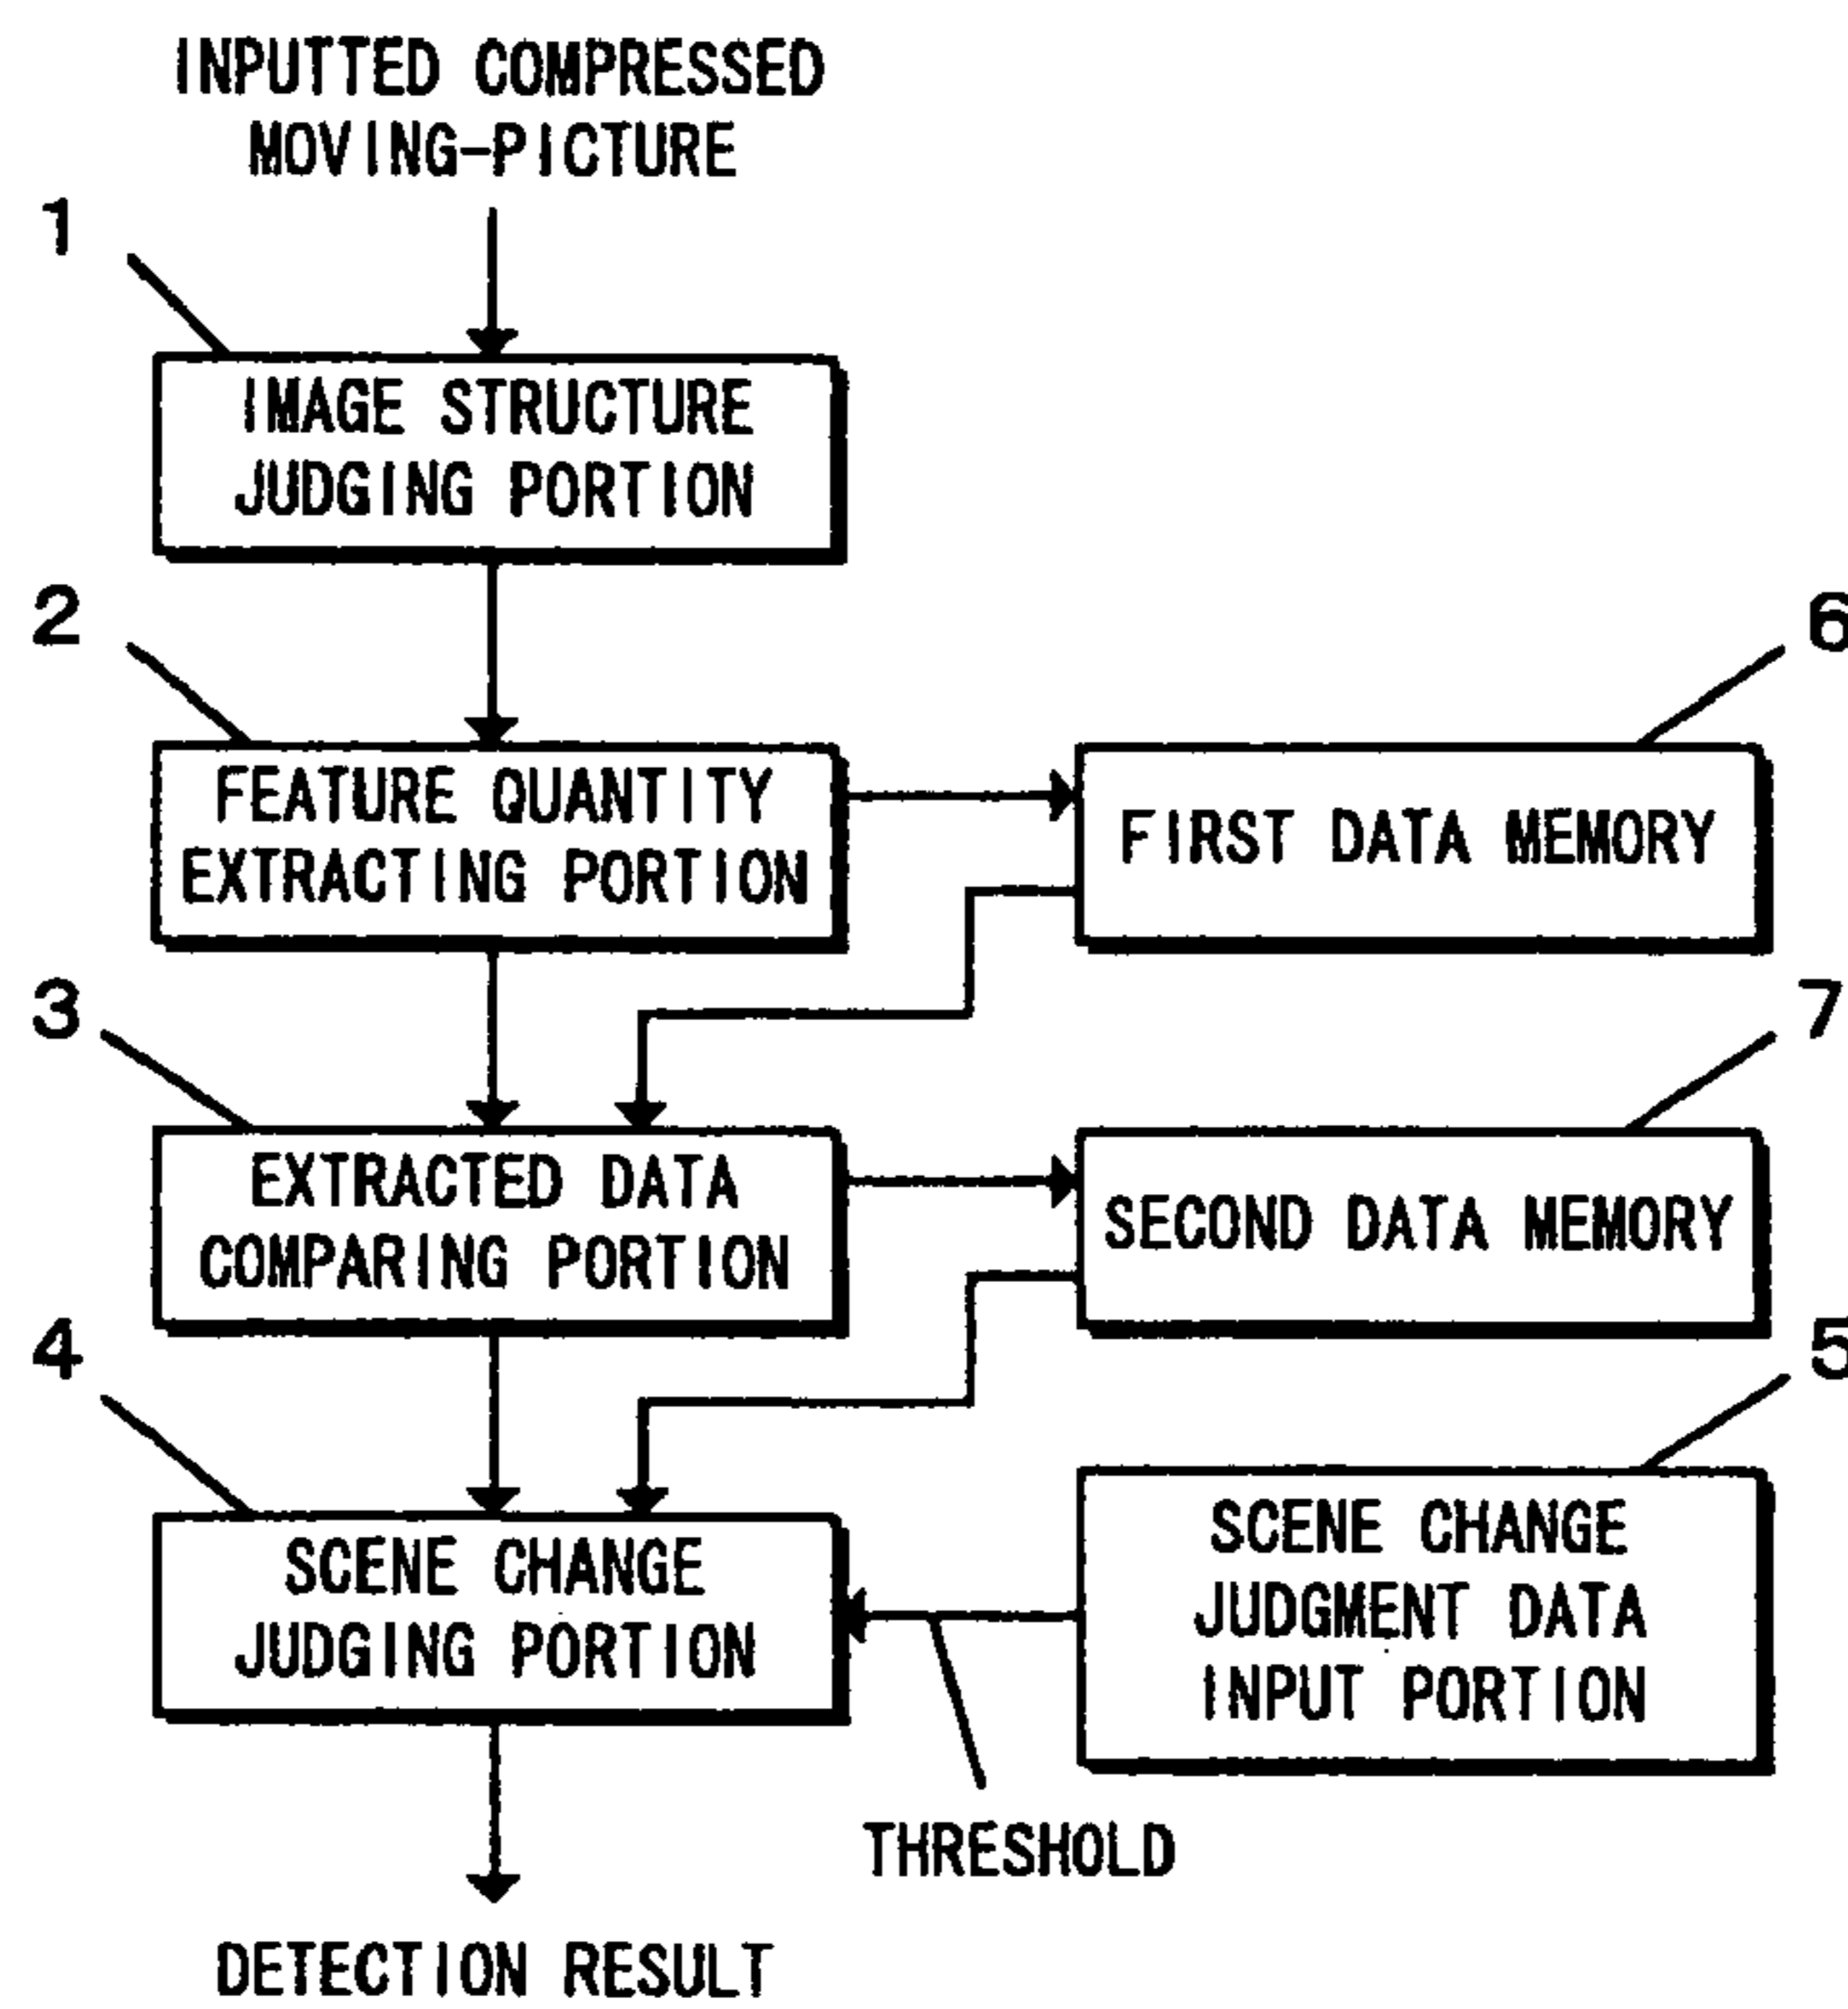 INPUTTED COMPRESSED
MOVING-PICTURE
1
IMAGE STRUCTURE
JUDGING PORTION
2
FEATURE QUANTITY
EXTRACTING PORTION
6
FIRST DATA MEMORY
3
EXTRACTED DATA
COMPARING PORTION
7
SECOND DATA MEMORY
4
SCENE CHANGE
JUDGING PORTION
5
SCENE CHANGE
JUDGMENT DATA
INPUT PORTION
THRESHOLD
DETECTION RESULT